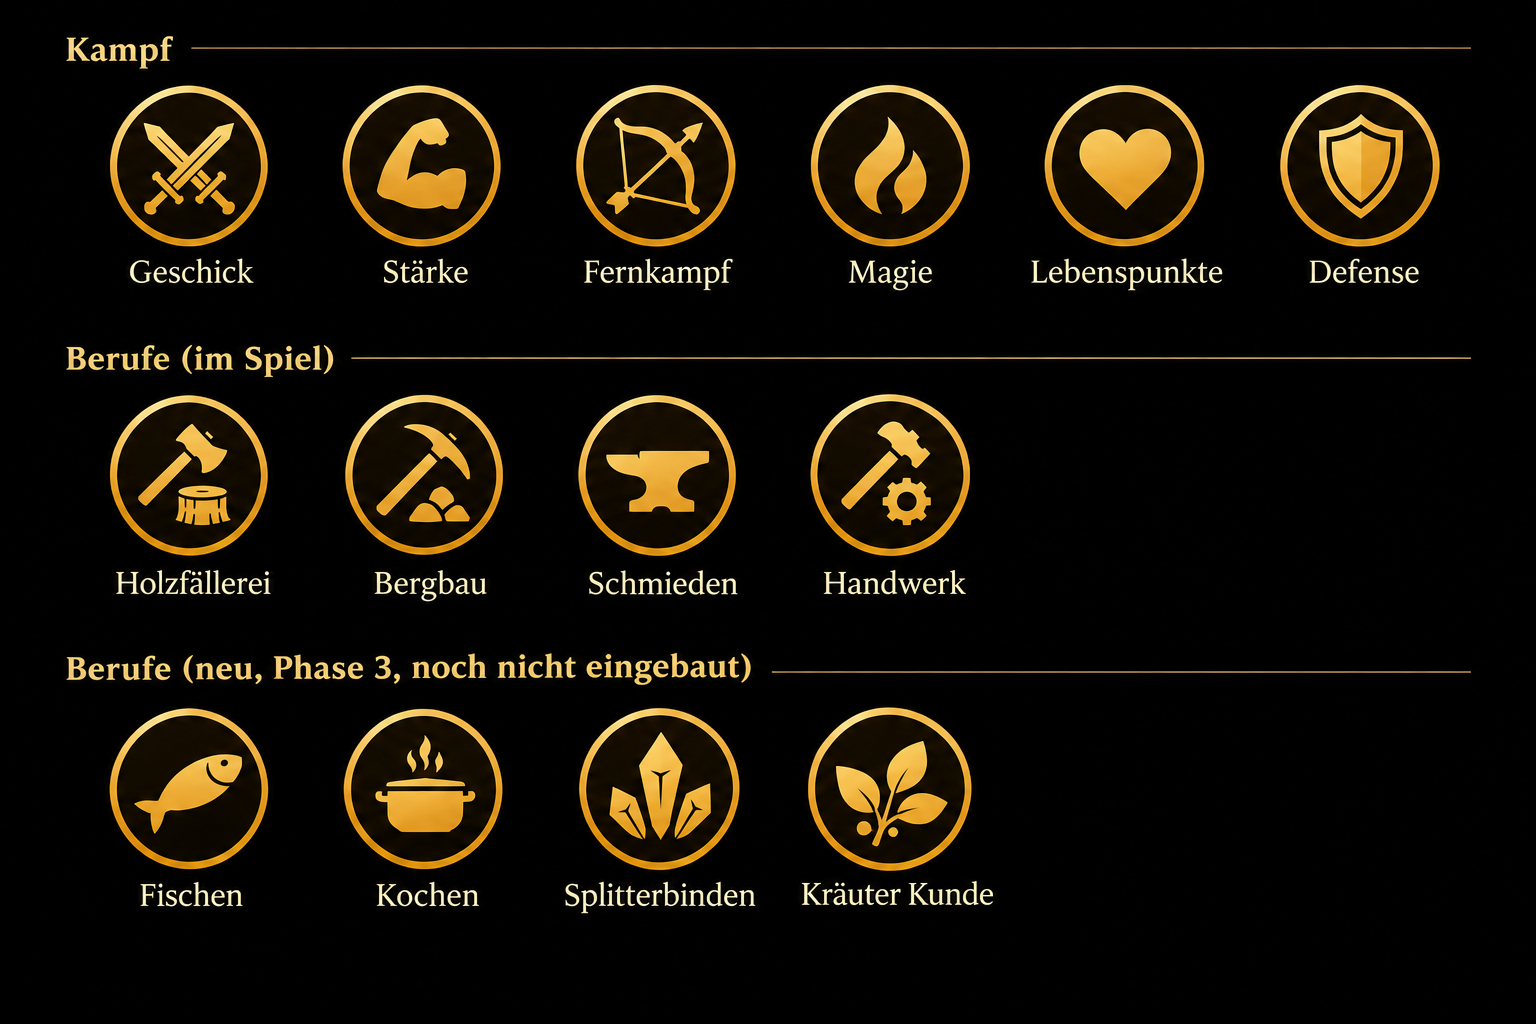 Kampf
Geschick
Stärke
Fernkampf
Magie
Lebenspunkte
Defense
Berufe (im Spiel)
Holzfällerei
Bergbau
Schmieden
Handwerk
Berufe (neu, Phase 3, noch nicht eingebaut)
Fischen
Kochen
Splitterbinden
Kräuter Kunde